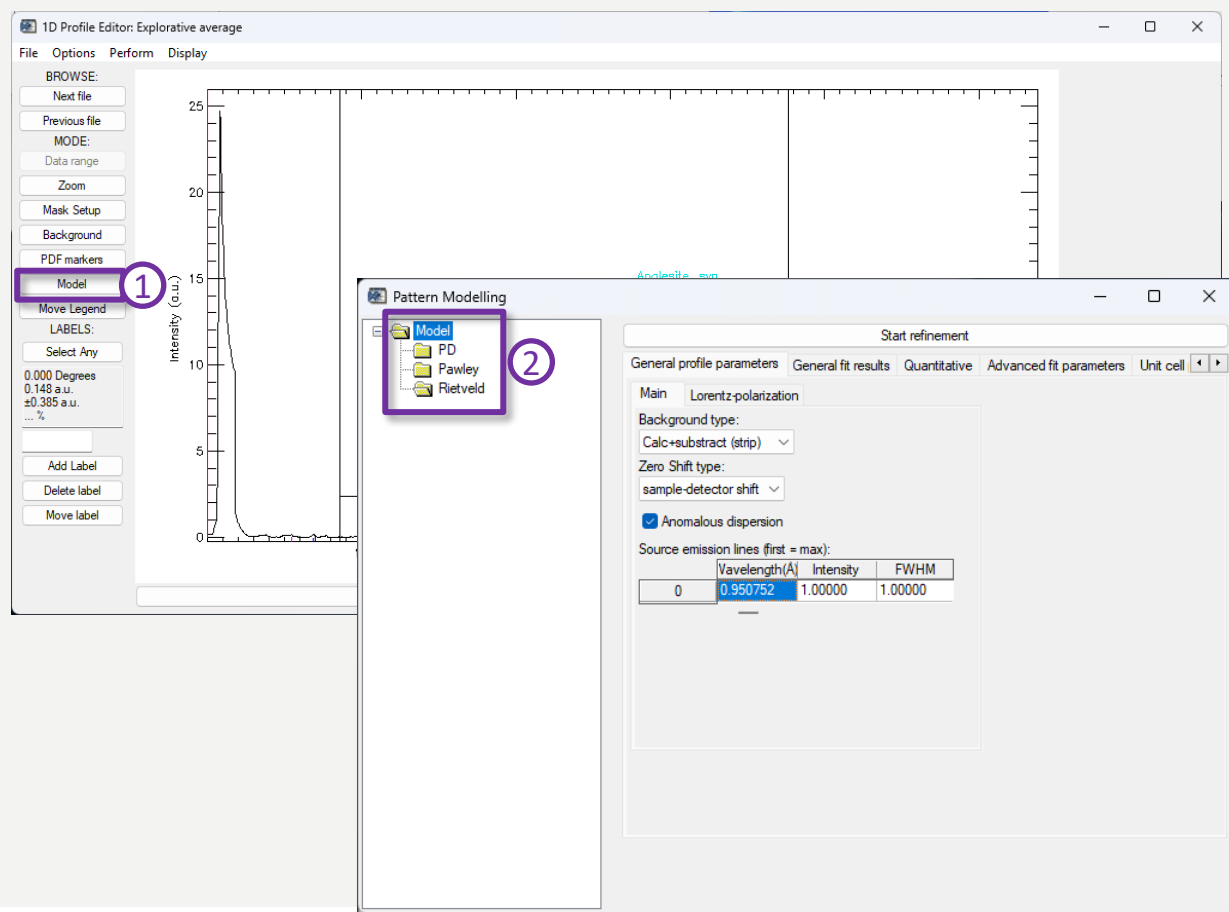 1D Profile Editor: Explorative average
File Options Perform Display
BROWSE:
Next file
Previous file
MODE:
Data range
Zoom
Mask Setup
Background
PDF markers
Model
Move Legend
LABELS:
Select Any
0.000 Degrees
0.148 a.u.
±0.385 a.u.
... %
Add Label
Delete label
Move label
1
25
20
15
10
5
0
Intensity (a.u.)
Anglesite, syn
Pattern Modelling
Model
PD
Pawley
Rietveld
2
Start refinement
General profile parameters General fit results Quantitative Advanced fit parameters Unit cell
Main Lorentz-polarization
Background type:
Calc+substract (strip)
Zero Shift type:
sample-detector shift
Anomalous dispersion
Source emission lines (first = max):
Wavelength(Å) Intensity FWHM
0 0.950752 1.00000 1.00000